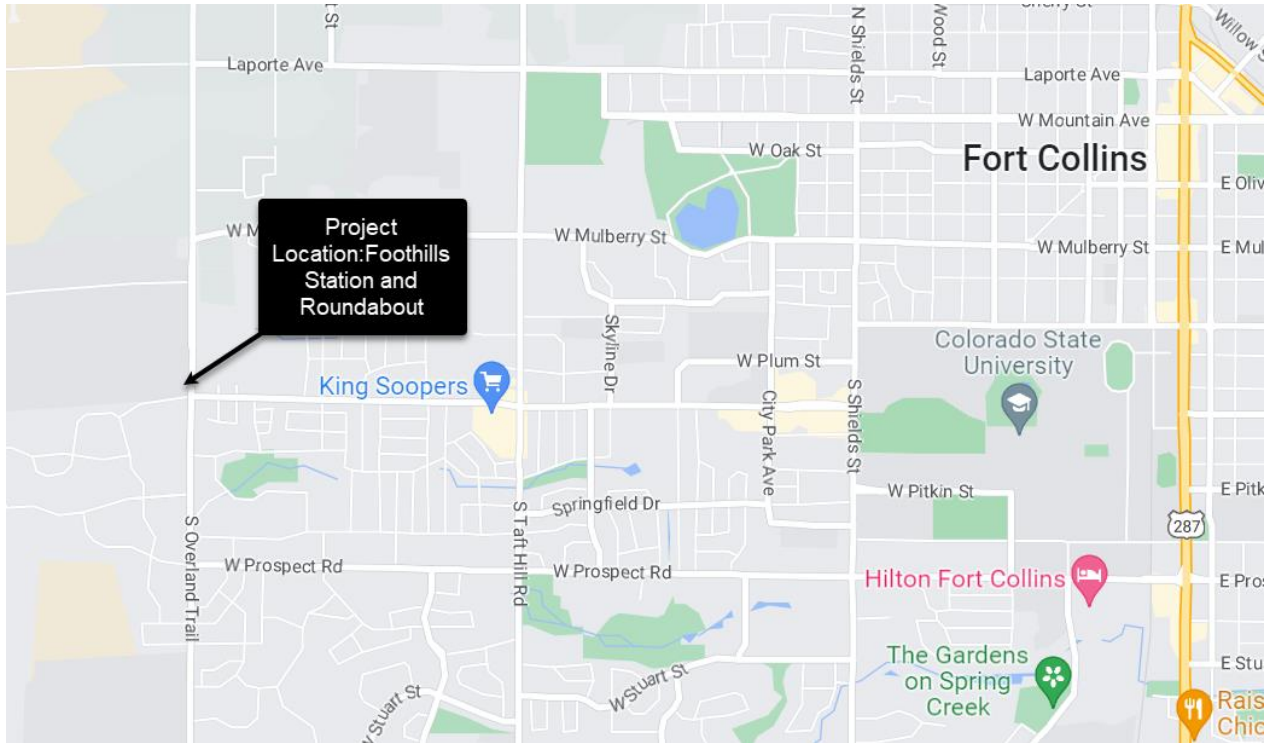 Laporte Ave
N Shields St
Wood St
Laporte Ave
W Mountain Ave
W Oak St
Fort Collins
W Mulberry St
W Mulberry St
Project
Location:Foothills
Station and
Roundabout
Skyline Dr
W Plum St
Colorado State
University
King Soopers
City Park Ave
S Shields St
S Overland Trail
S Taft Hill Rd
Springfield Dr
W Pitkin St
287
W Prospect Rd
W Prospect Rd
Hilton Fort Collins
The Gardens
on Spring
Creek
W Stuart St
W Stuart St